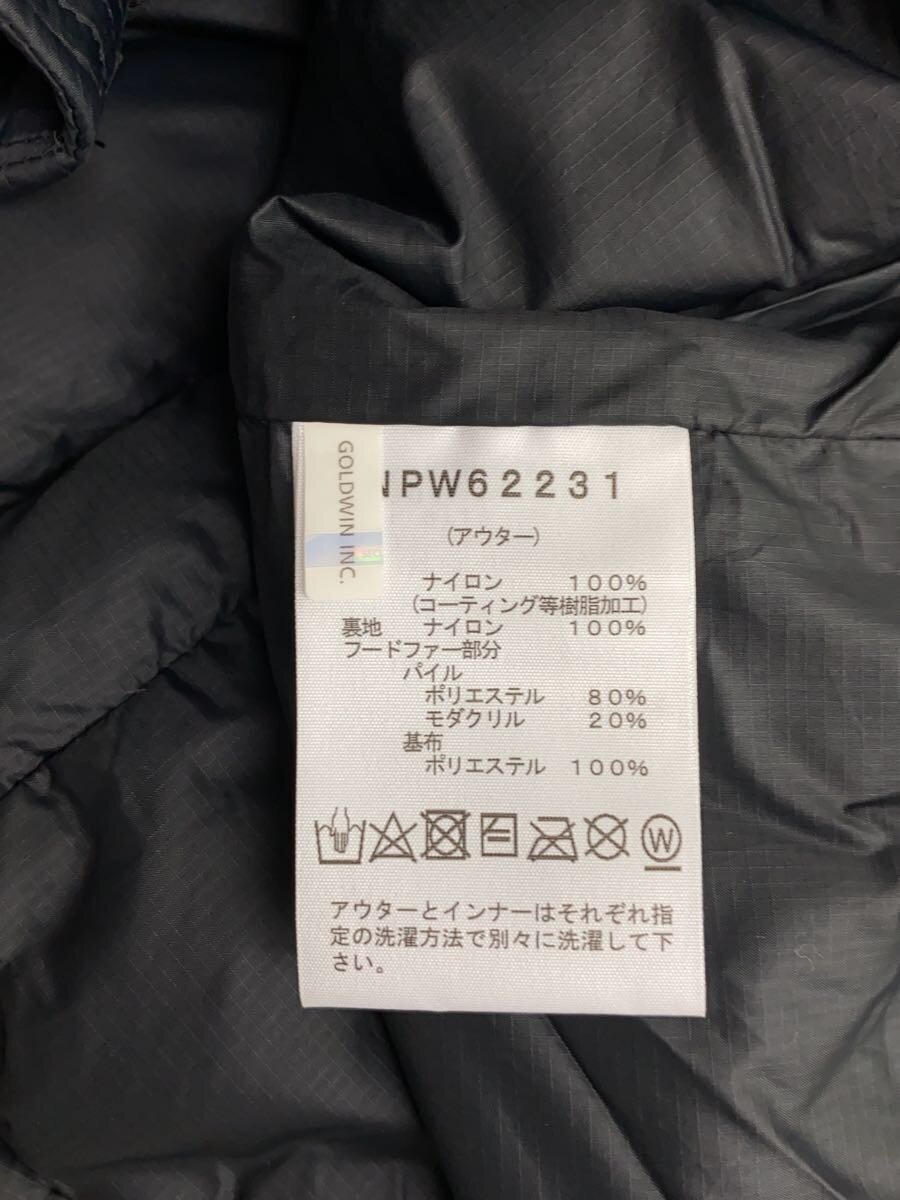 GOLDWIN INC.
NPW62231
(アウター)
ナイロン 100%
(コーティング等樹脂加工)
裏地 ナイロン 100%
フードファー部分
パイル
ポリエステル 80%
モダクリル 20%
基布
ポリエステル 100%
W
アウターとインナーはそれぞれ指
定の洗濯方法で別々に洗濯して下
さい。